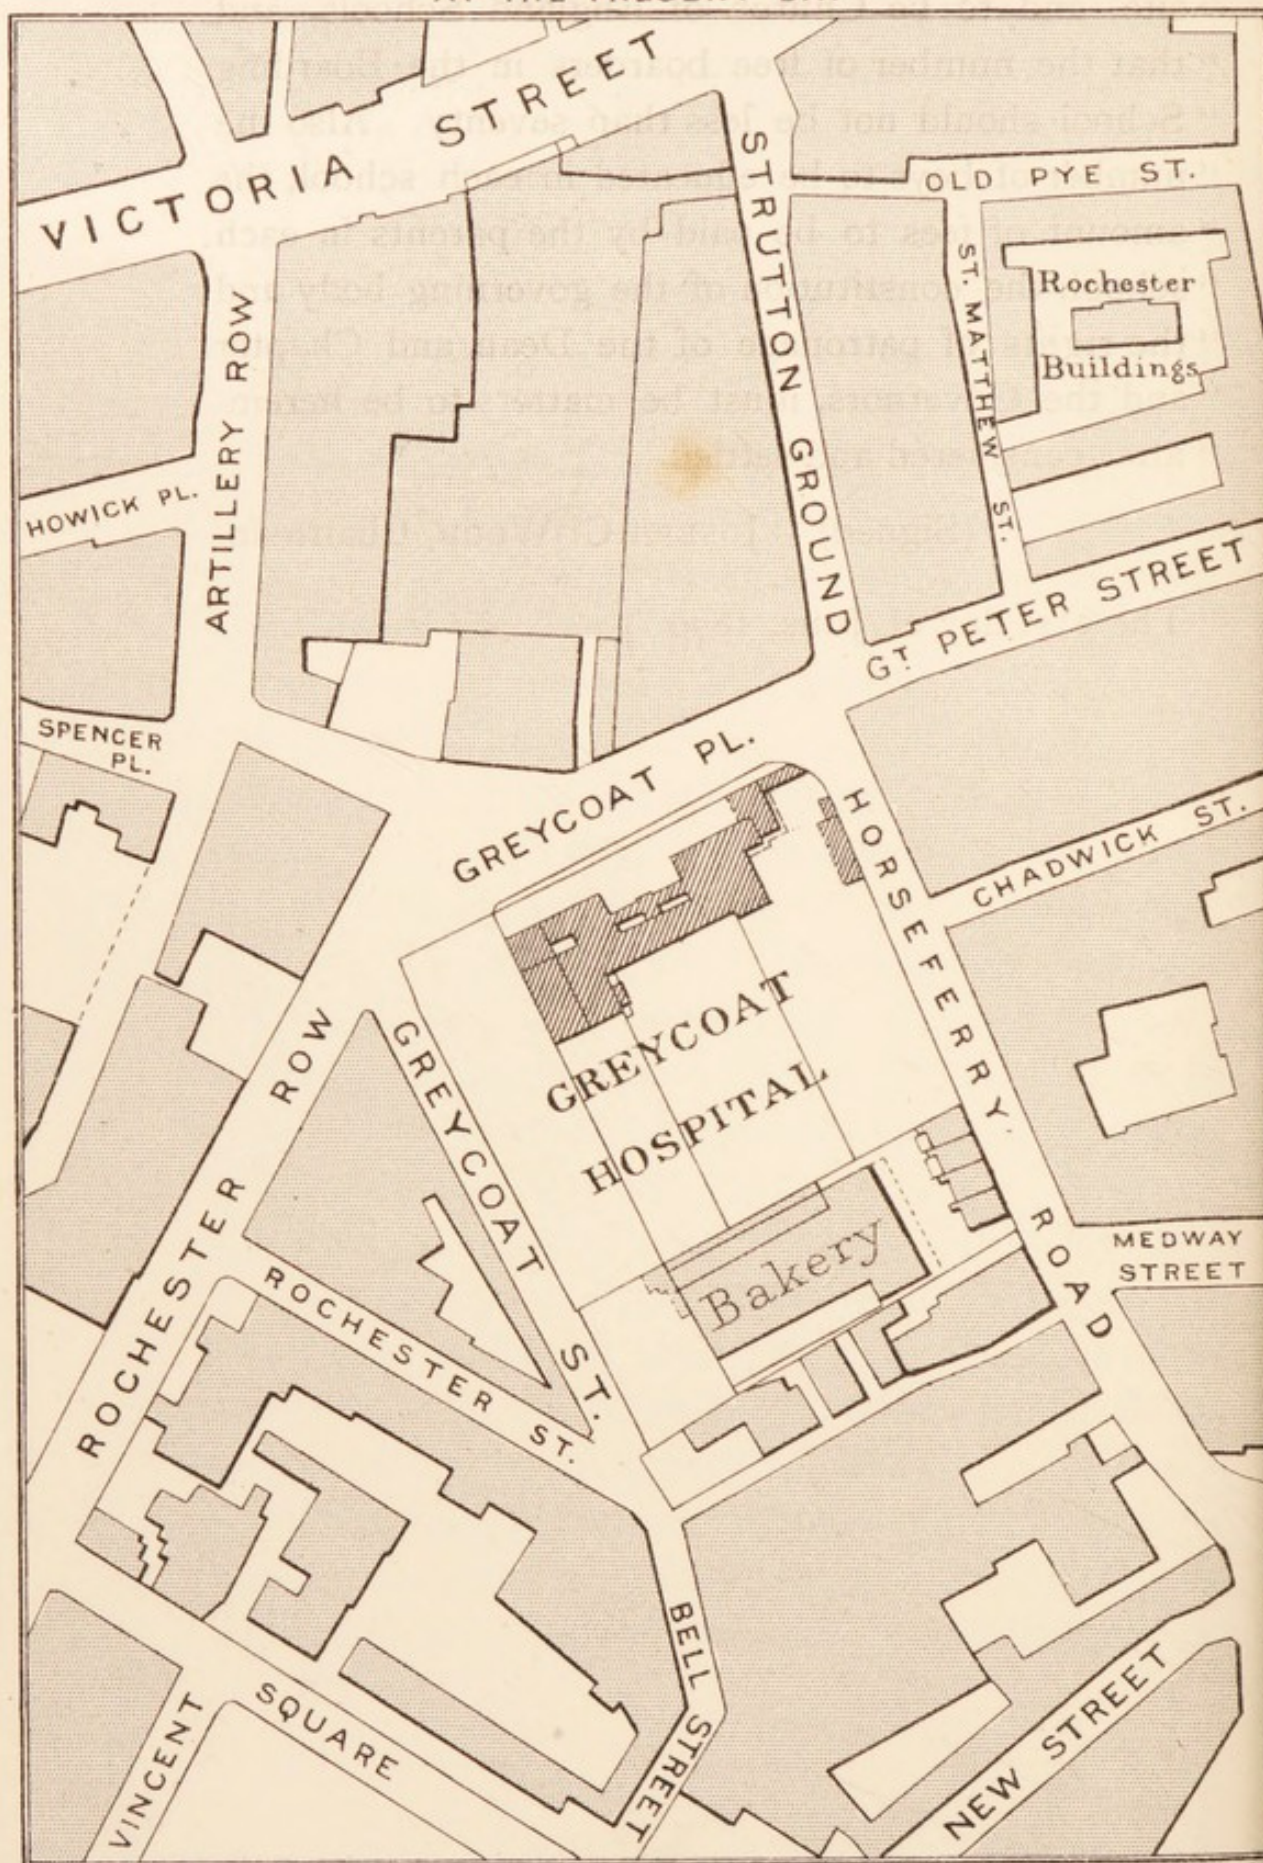 VICTORIA STREET
STRUTTON GROUND
OLD PYE ST.
ST. MATTHEW ST.
Rochester
Buildings
ARTILLERY ROW
HOWICK PL.
GT PETER STREET
SPENCER
PL.
GREYCOAT PL.
HORSEFERRY ROAD
CHADWICK ST.
GREYCOAT
HOSPITAL
ROCHESTER ROW
GREYCOAT ST.
Bakery
MEDWAY
STREET
ROCHESTER ST.
BELL STREET
VINCENT SQUARE
NEW STREET